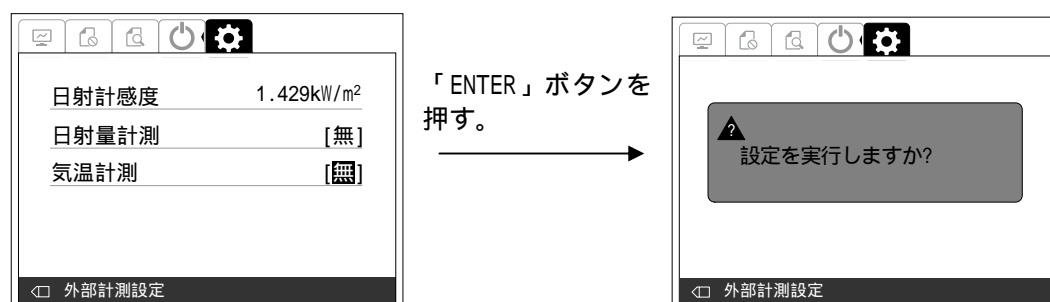 日射計感度 1.429kW/m²
日射量計測 [無]
気温計測 [無]
外部計測設定
「ENTER」ボタンを
押す。
?
設定を実行しますか?
外部計測設定